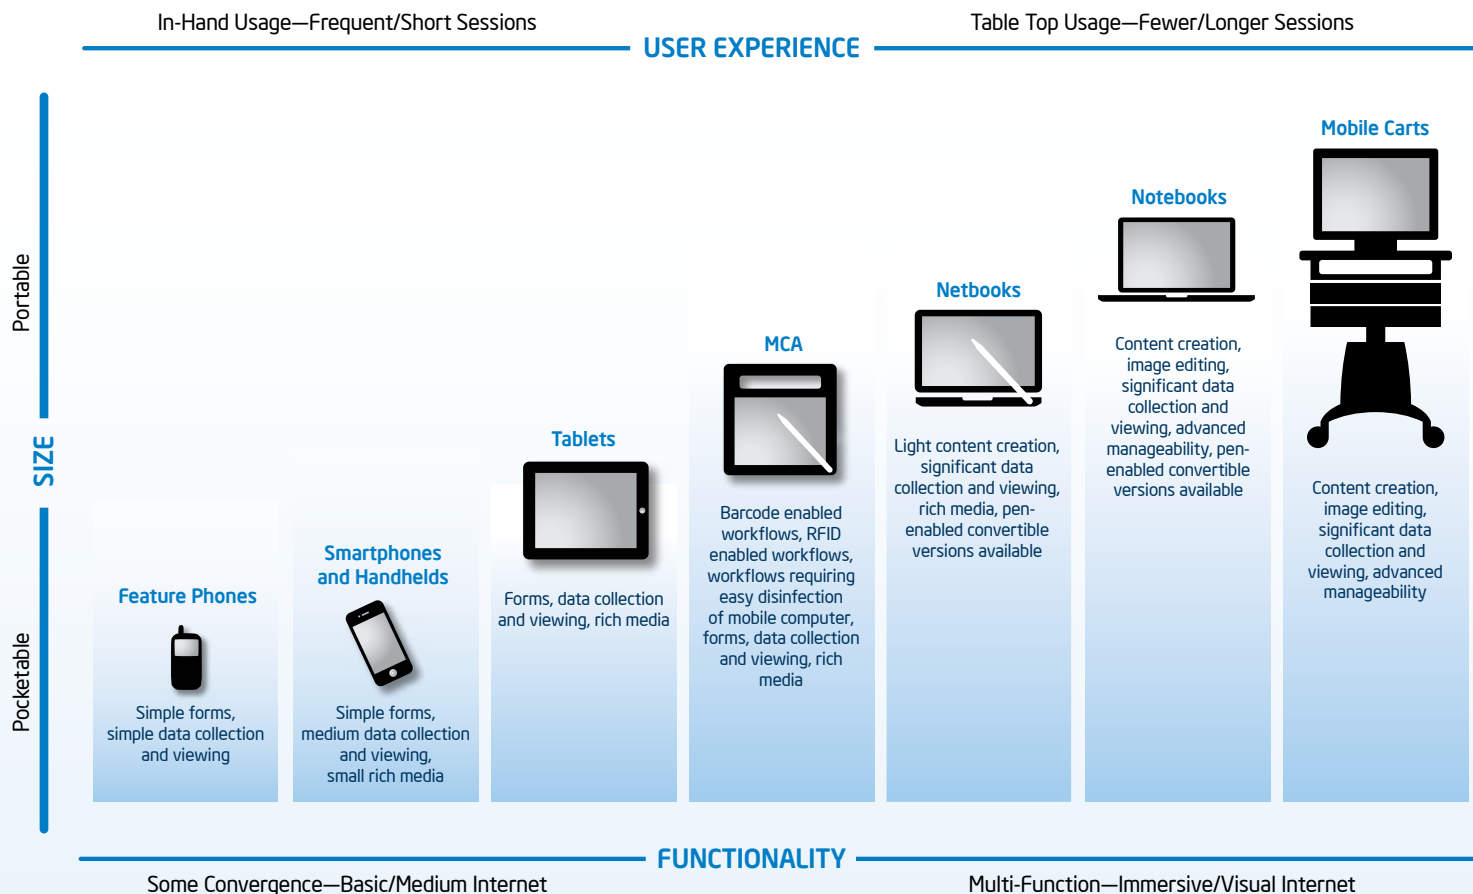 In-Hand Usage—Frequent/Short Sessions
Table Top Usage—Fewer/Longer Sessions
USER EXPERIENCE
Portable
SIZE
Pocketable
Feature Phones
Simple forms,
simple data collection
and viewing
Smartphones
and Handhelds
Simple forms,
medium data collection
and viewing,
small rich media
Tablets
Forms, data collection
and viewing, rich media
MCA
Barcode enabled
workflows, RFID
enabled workflows,
workflows requiring
easy disinfection
of mobile computer,
forms, data collection
and viewing, rich
media
Netbooks
Light content creation,
significant data
collection and viewing,
rich media, pen-
enabled convertible
versions available
Notebooks
Content creation,
image editing,
significant data
collection and
viewing, advanced
manageability, pen-
enabled convertible
versions available
Mobile Carts
Content creation,
image editing,
significant data
collection and
viewing, advanced
manageability
FUNCTIONALITY
Some Convergence—Basic/Medium Internet
Multi-Function—Immersive/Visual Internet